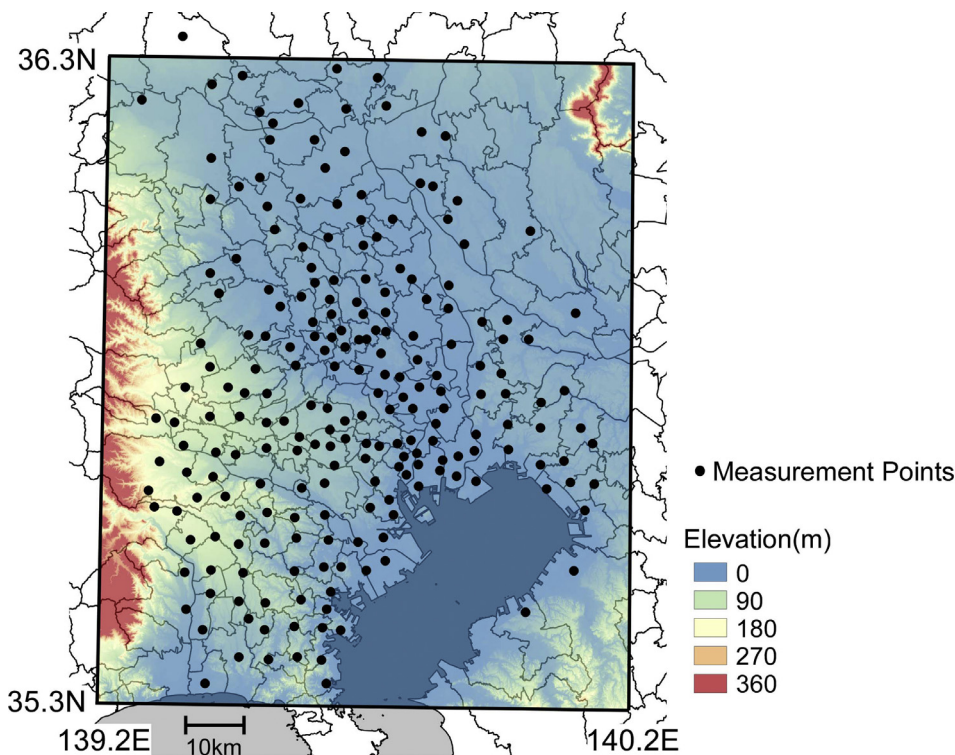 36.3N
Measurement Points
Elevation(m)
0
90
180
270
360
35.3N
139.2E
10km
140.2E